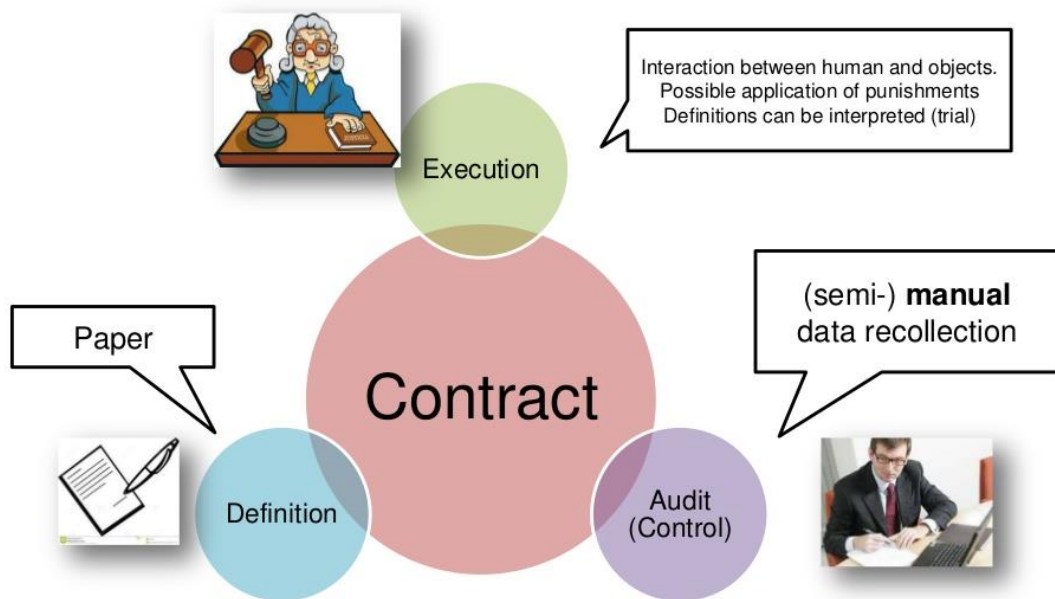 Interaction between human and objects.
Possible application of punishments
Definitions can be interpreted (trial)
Execution
(semi-) manual
data recollection
Paper
Contract
Definition
Audit
(Control)